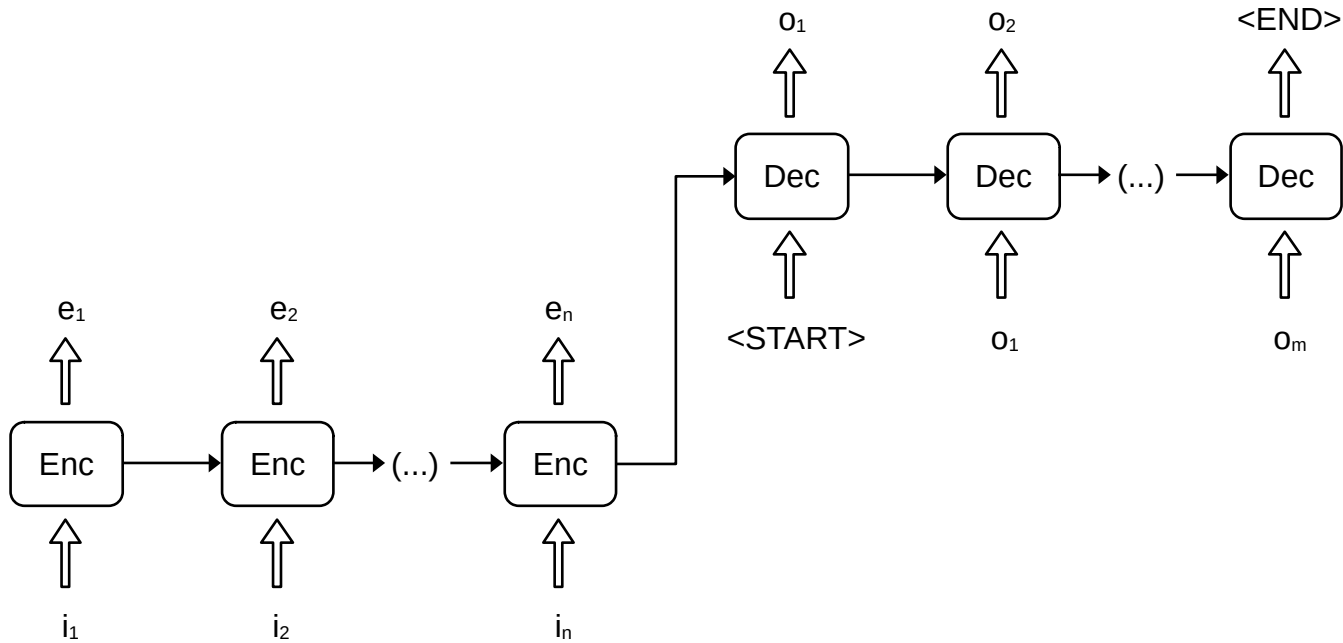 o₁ o₂ <END>
Dec Dec (...) Dec
<START> o₁ oₘ
e₁ e₂ eₙ
Enc Enc (...) Enc
i₁ i₂ iₙ